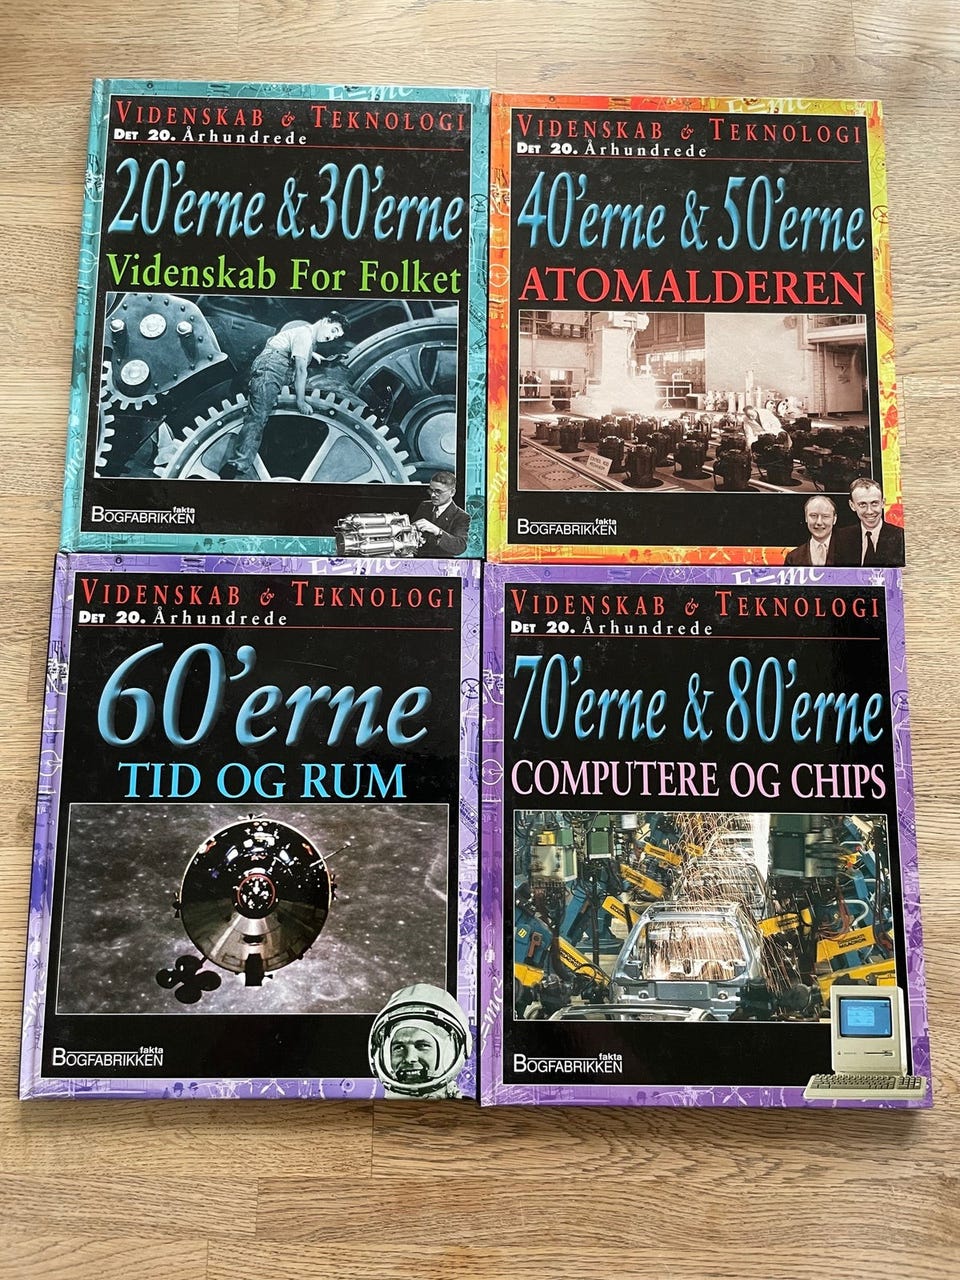 VIDENSKAB & TEKNOLOGI
DET 20. Århundrede
20'erne & 30'erne
Videnskab For Folket
fakta
BOGFABRIKKEN
E=mc
VIDENSKAB & TEKNOLOGI
DET 20. Århundrede
40'erne & 50'erne
ATOMALDEREN
fakta
BOGFABRIKKEN
VIDENSKAB & TEKNOLOGI
DET 20. Århundrede
60'erne
TID OG RUM
fakta
BOGFABRIKKEN
E=mc
VIDENSKAB & TEKNOLOGI
DET 20. Århundrede
70'erne & 80'erne
COMPUTERE OG CHIPS
fakta
BOGFABRIKKEN